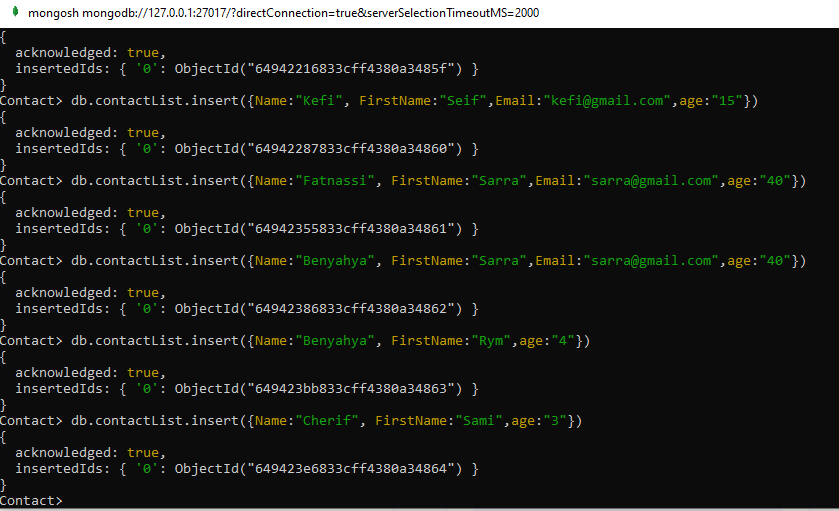 mongosh mongodb://127.0.0.1:27017/?directConnection=true&serverSelectionTimeoutMS=2000
{
  acknowledged: true,
  insertedIds: { '0': ObjectId("64942216833cff4380a3485f") }
}
Contact> db.contactList.insert({Name:"Kefi", FirstName:"Seif",Email:"kefi@gmail.com",age:"15"})
{
  acknowledged: true,
  insertedIds: { '0': ObjectId("64942287833cff4380a34860") }
}
Contact> db.contactList.insert({Name:"Fatnassi", FirstName:"Sarra",Email:"sarra@gmail.com",age:"40"})
{
  acknowledged: true,
  insertedIds: { '0': ObjectId("64942355833cff4380a34861") }
}
Contact> db.contactList.insert({Name:"Benyahya", FirstName:"Sarra",Email:"sarra@gmail.com",age:"40"})
{
  acknowledged: true,
  insertedIds: { '0': ObjectId("64942386833cff4380a34862") }
}
Contact> db.contactList.insert({Name:"Benyahya", FirstName:"Rym",age:"4"})
{
  acknowledged: true,
  insertedIds: { '0': ObjectId("649423bb833cff4380a34863") }
}
Contact> db.contactList.insert({Name:"Cherif", FirstName:"Sami",age:"3"})
{
  acknowledged: true,
  insertedIds: { '0': ObjectId("649423e6833cff4380a34864") }
}
Contact>